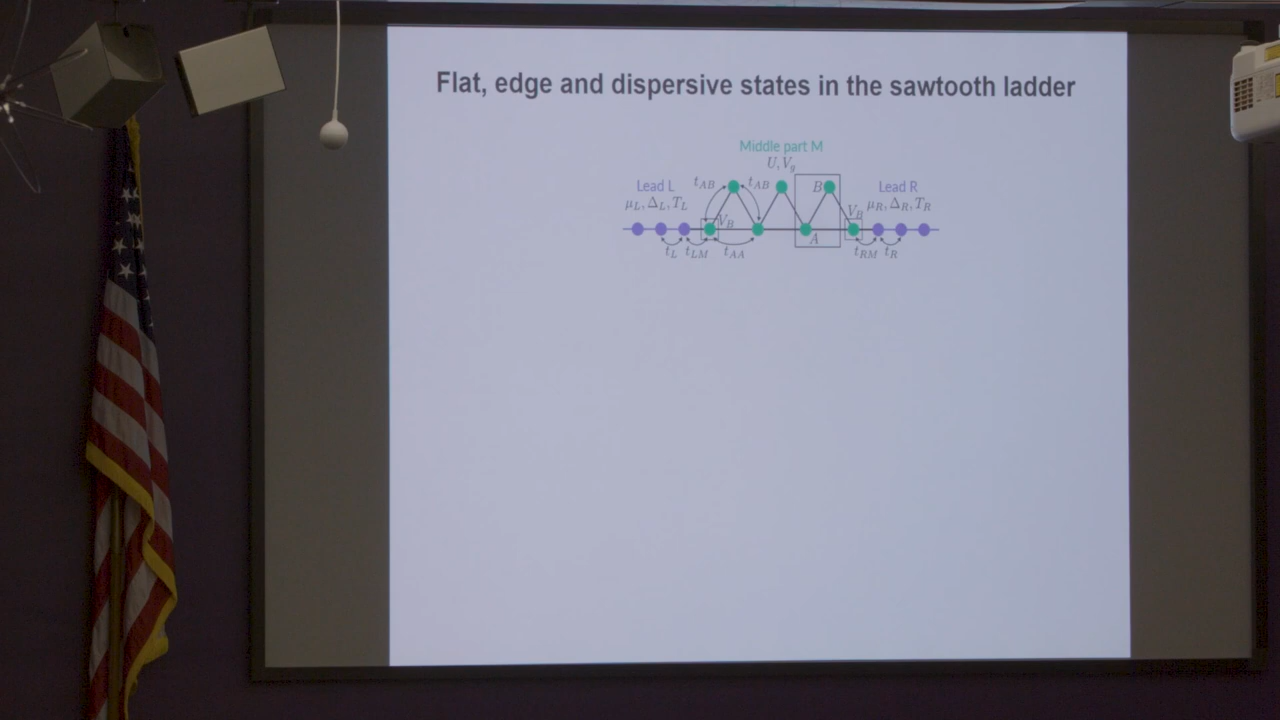 Flat, edge and dispersive states in the sawtooth ladder
Middle part M
U, V_g
Lead L
μ_L, Δ_L, T_L
t_AB
t_AB
B
Lead R
μ_R, Δ_R, T_R
V_B
V_B
A
t_L
t_LM
t_AA
t_RM
t_R